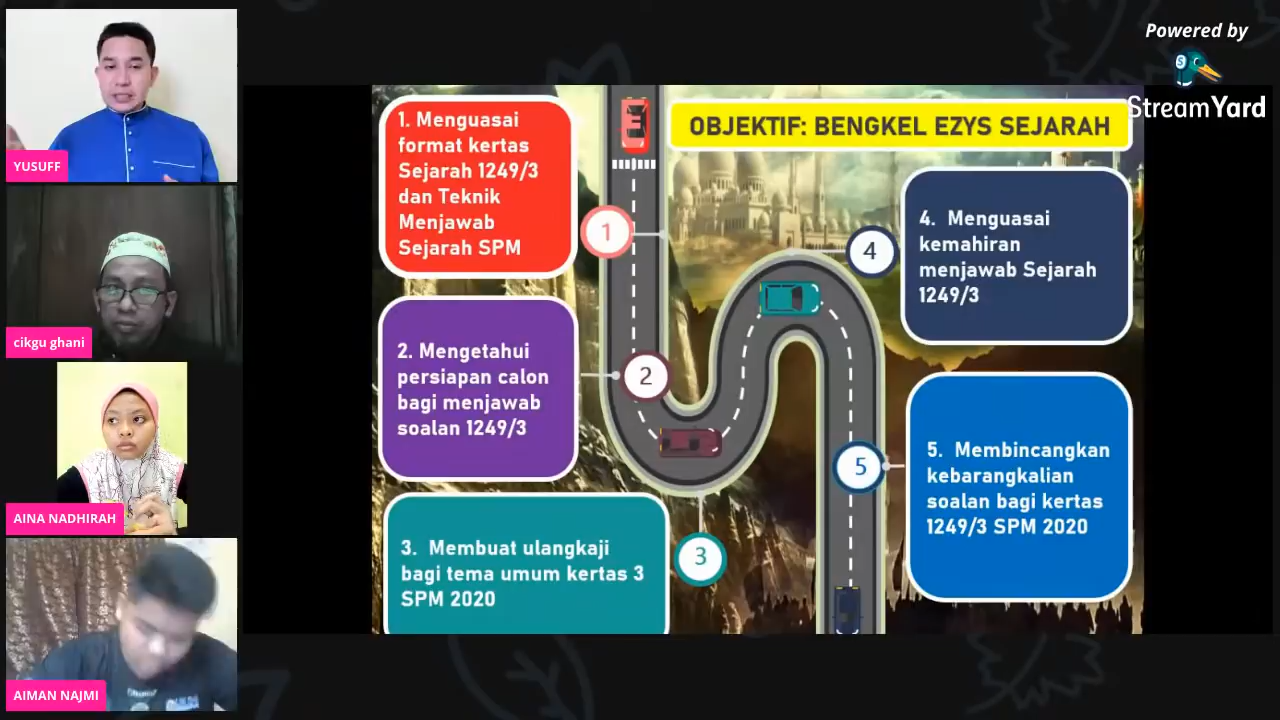 Powered by
StreamYard
YUSUFF
cikgu ghani
AINA NADHIRAH
AIMAN NAJMI
OBJEKTIF: BENGKEL EZYS SEJARAH
1. Menguasai
format kertas
Sejarah 1249/3
dan Teknik
Menjawab
Sejarah SPM
1
2. Mengetahui
persiapan calon
bagi menjawab
soalan 1249/3
2
3. Membuat ulangkaji
bagi tema umum kertas 3
SPM 2020
3
4. Menguasai
kemahiran
menjawab Sejarah
1249/3
4
5. Membincangkan
kebarangkalian
soalan bagi kertas
1249/3 SPM 2020
5